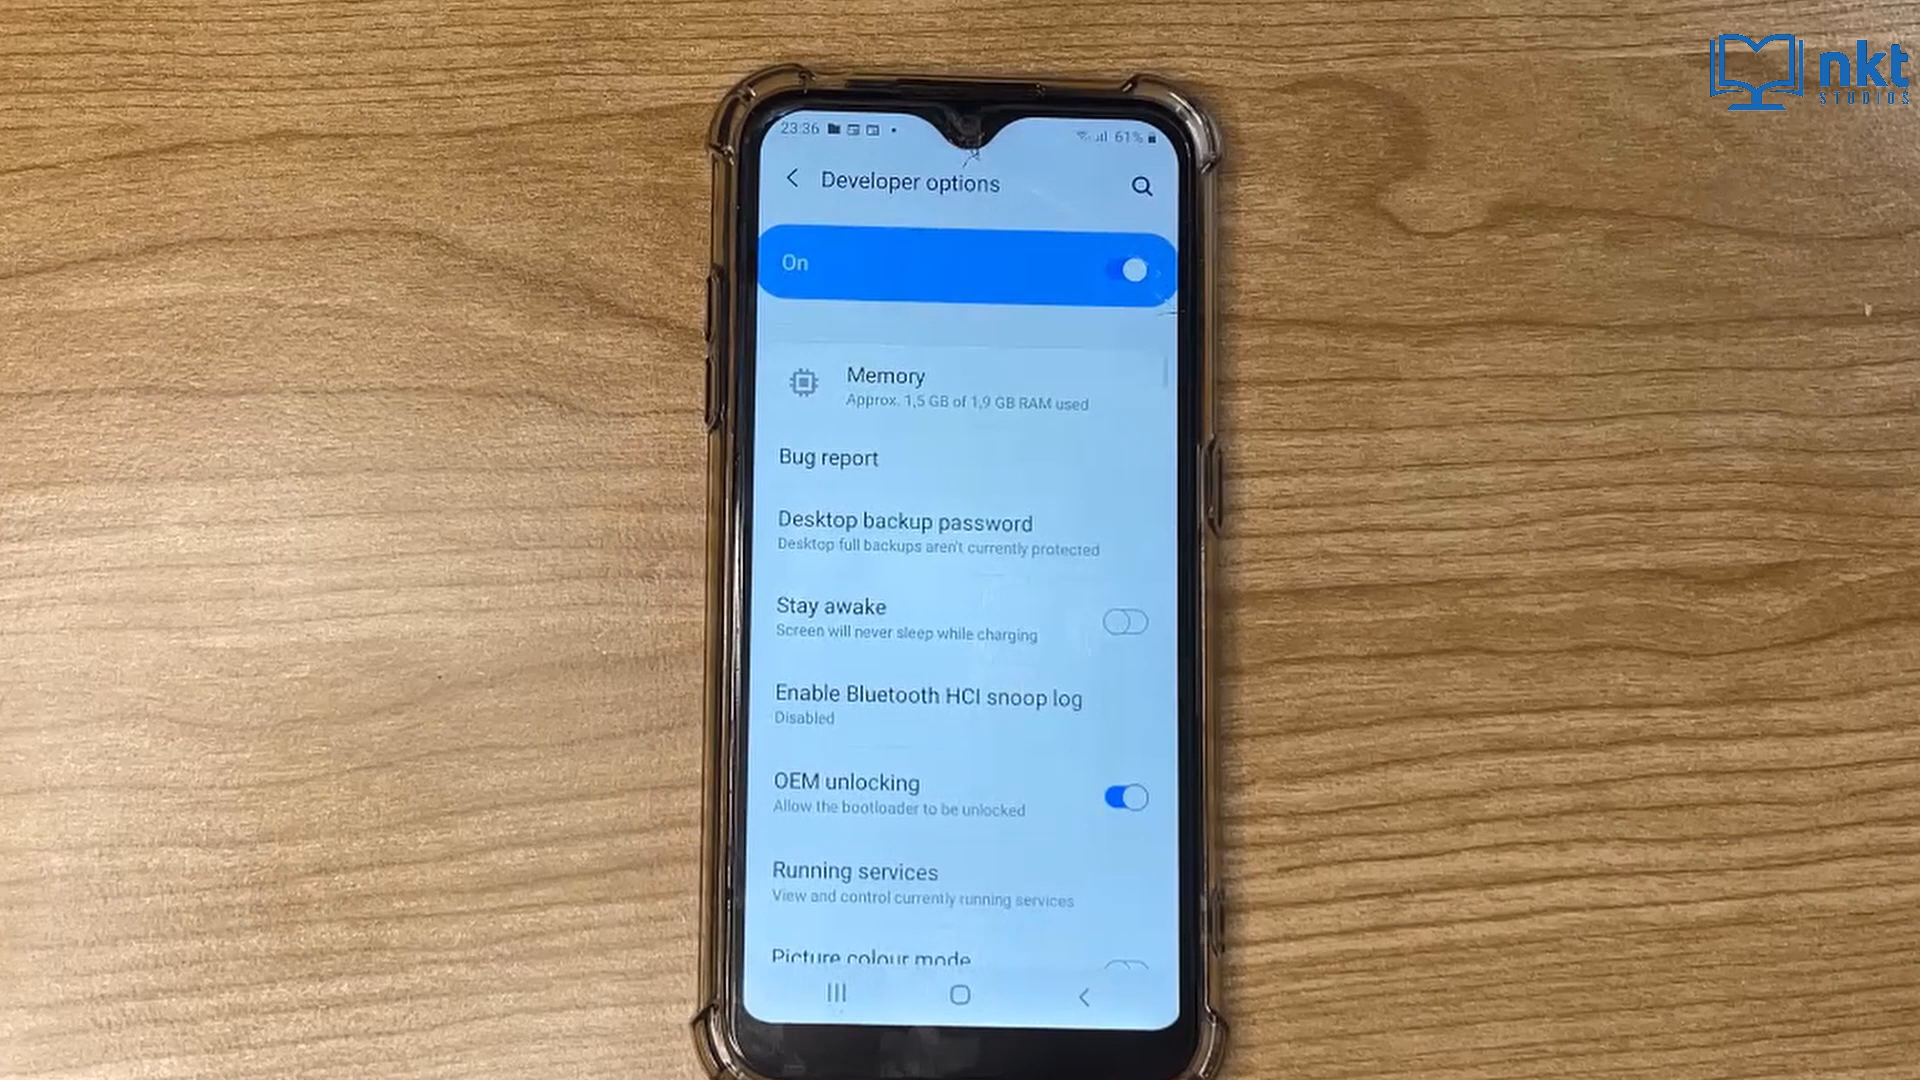 nkt
STUDIOS
23:36
61%
Developer options
On
Memory
Approx. 1,5 GB of 1,9 GB RAM used
Bug report
Desktop backup password
Desktop full backups aren't currently protected
Stay awake
Screen will never sleep while charging
Enable Bluetooth HCI snoop log
Disabled
OEM unlocking
Allow the bootloader to be unlocked
Running services
View and control currently running services
Picture colour mode